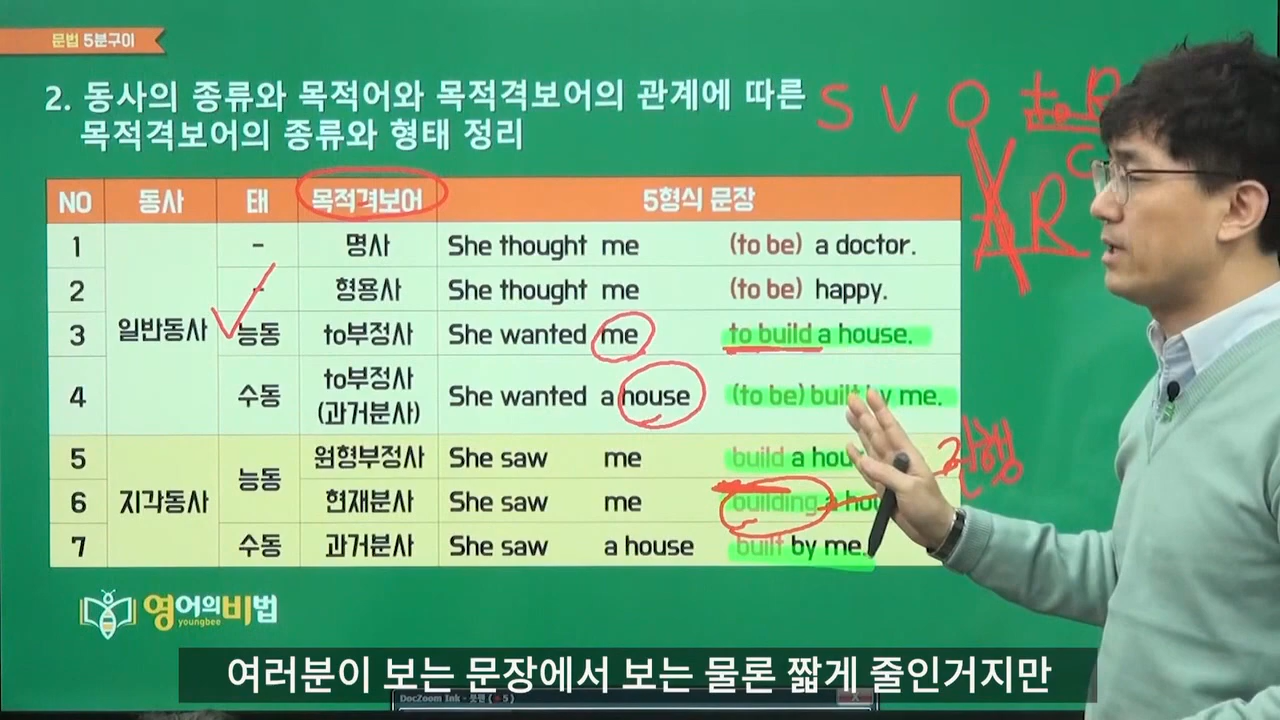 문법 5분구이
2. 동사의 종류와 목적어와 목적격보어의 관계에 따른
목적격보어의 종류와 형태 정리
S V O to R
C
R
NO 동사 태 목적격보어 5형식 문장
1 일반동사 - 명사 She thought me (to be) a doctor.
2 - 형용사 She thought me (to be) happy.
3 능동 to부정사 She wanted me to build a house.
4 수동 to부정사 (과거분사) She wanted a house (to be) built by me.
5 지각동사 능동 원형부정사 She saw me build a hou
6 현재분사 She saw me building a hou
진행
7 수동 과거분사 She saw a house built by me.
영어의비법
youngbee
여러분이 보는 문장에서 보는 물론 짧게 줄인거지만
DocZoom Ink - 붓펜 ( 5 )